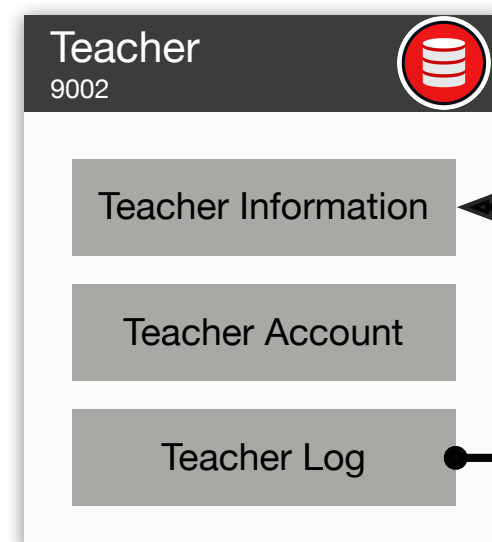 Teacher
9002
Teacher Information
Teacher Account
Teacher Log